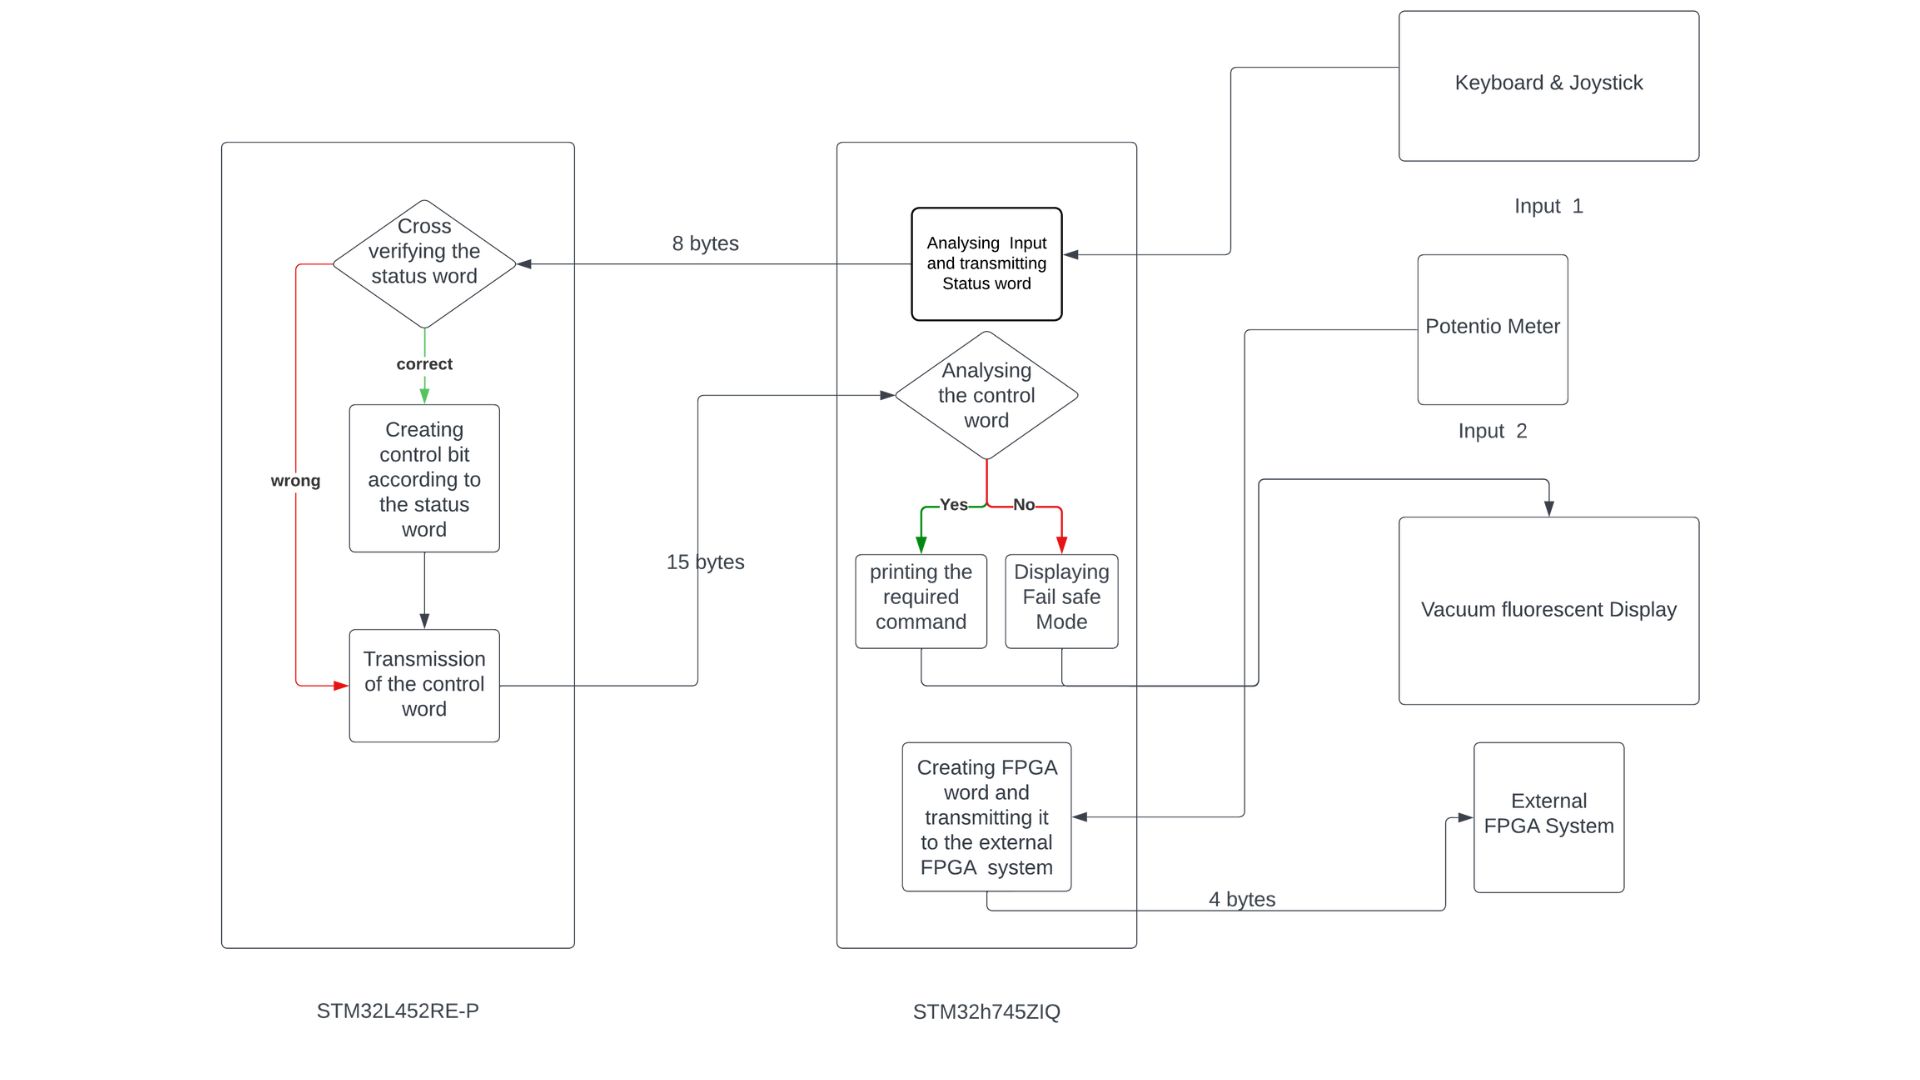 Keyboard & Joystick
Input  1
Cross
verifying the
status word
8 bytes
Analysing  Input
and transmitting
Status word
Potentio Meter
Input  2
correct
Analysing
the control
word
Creating
control bit
according to
the status
word
wrong
Yes
No
15 bytes
printing the
required
command
Displaying
Fail safe
Mode
Vacuum fluorescent Display
Transmission
of the control
word
Creating FPGA
word and
transmitting it
to the external
FPGA  system
External
FPGA System
4 bytes
STM32L452RE-P
STM32h745ZIQ